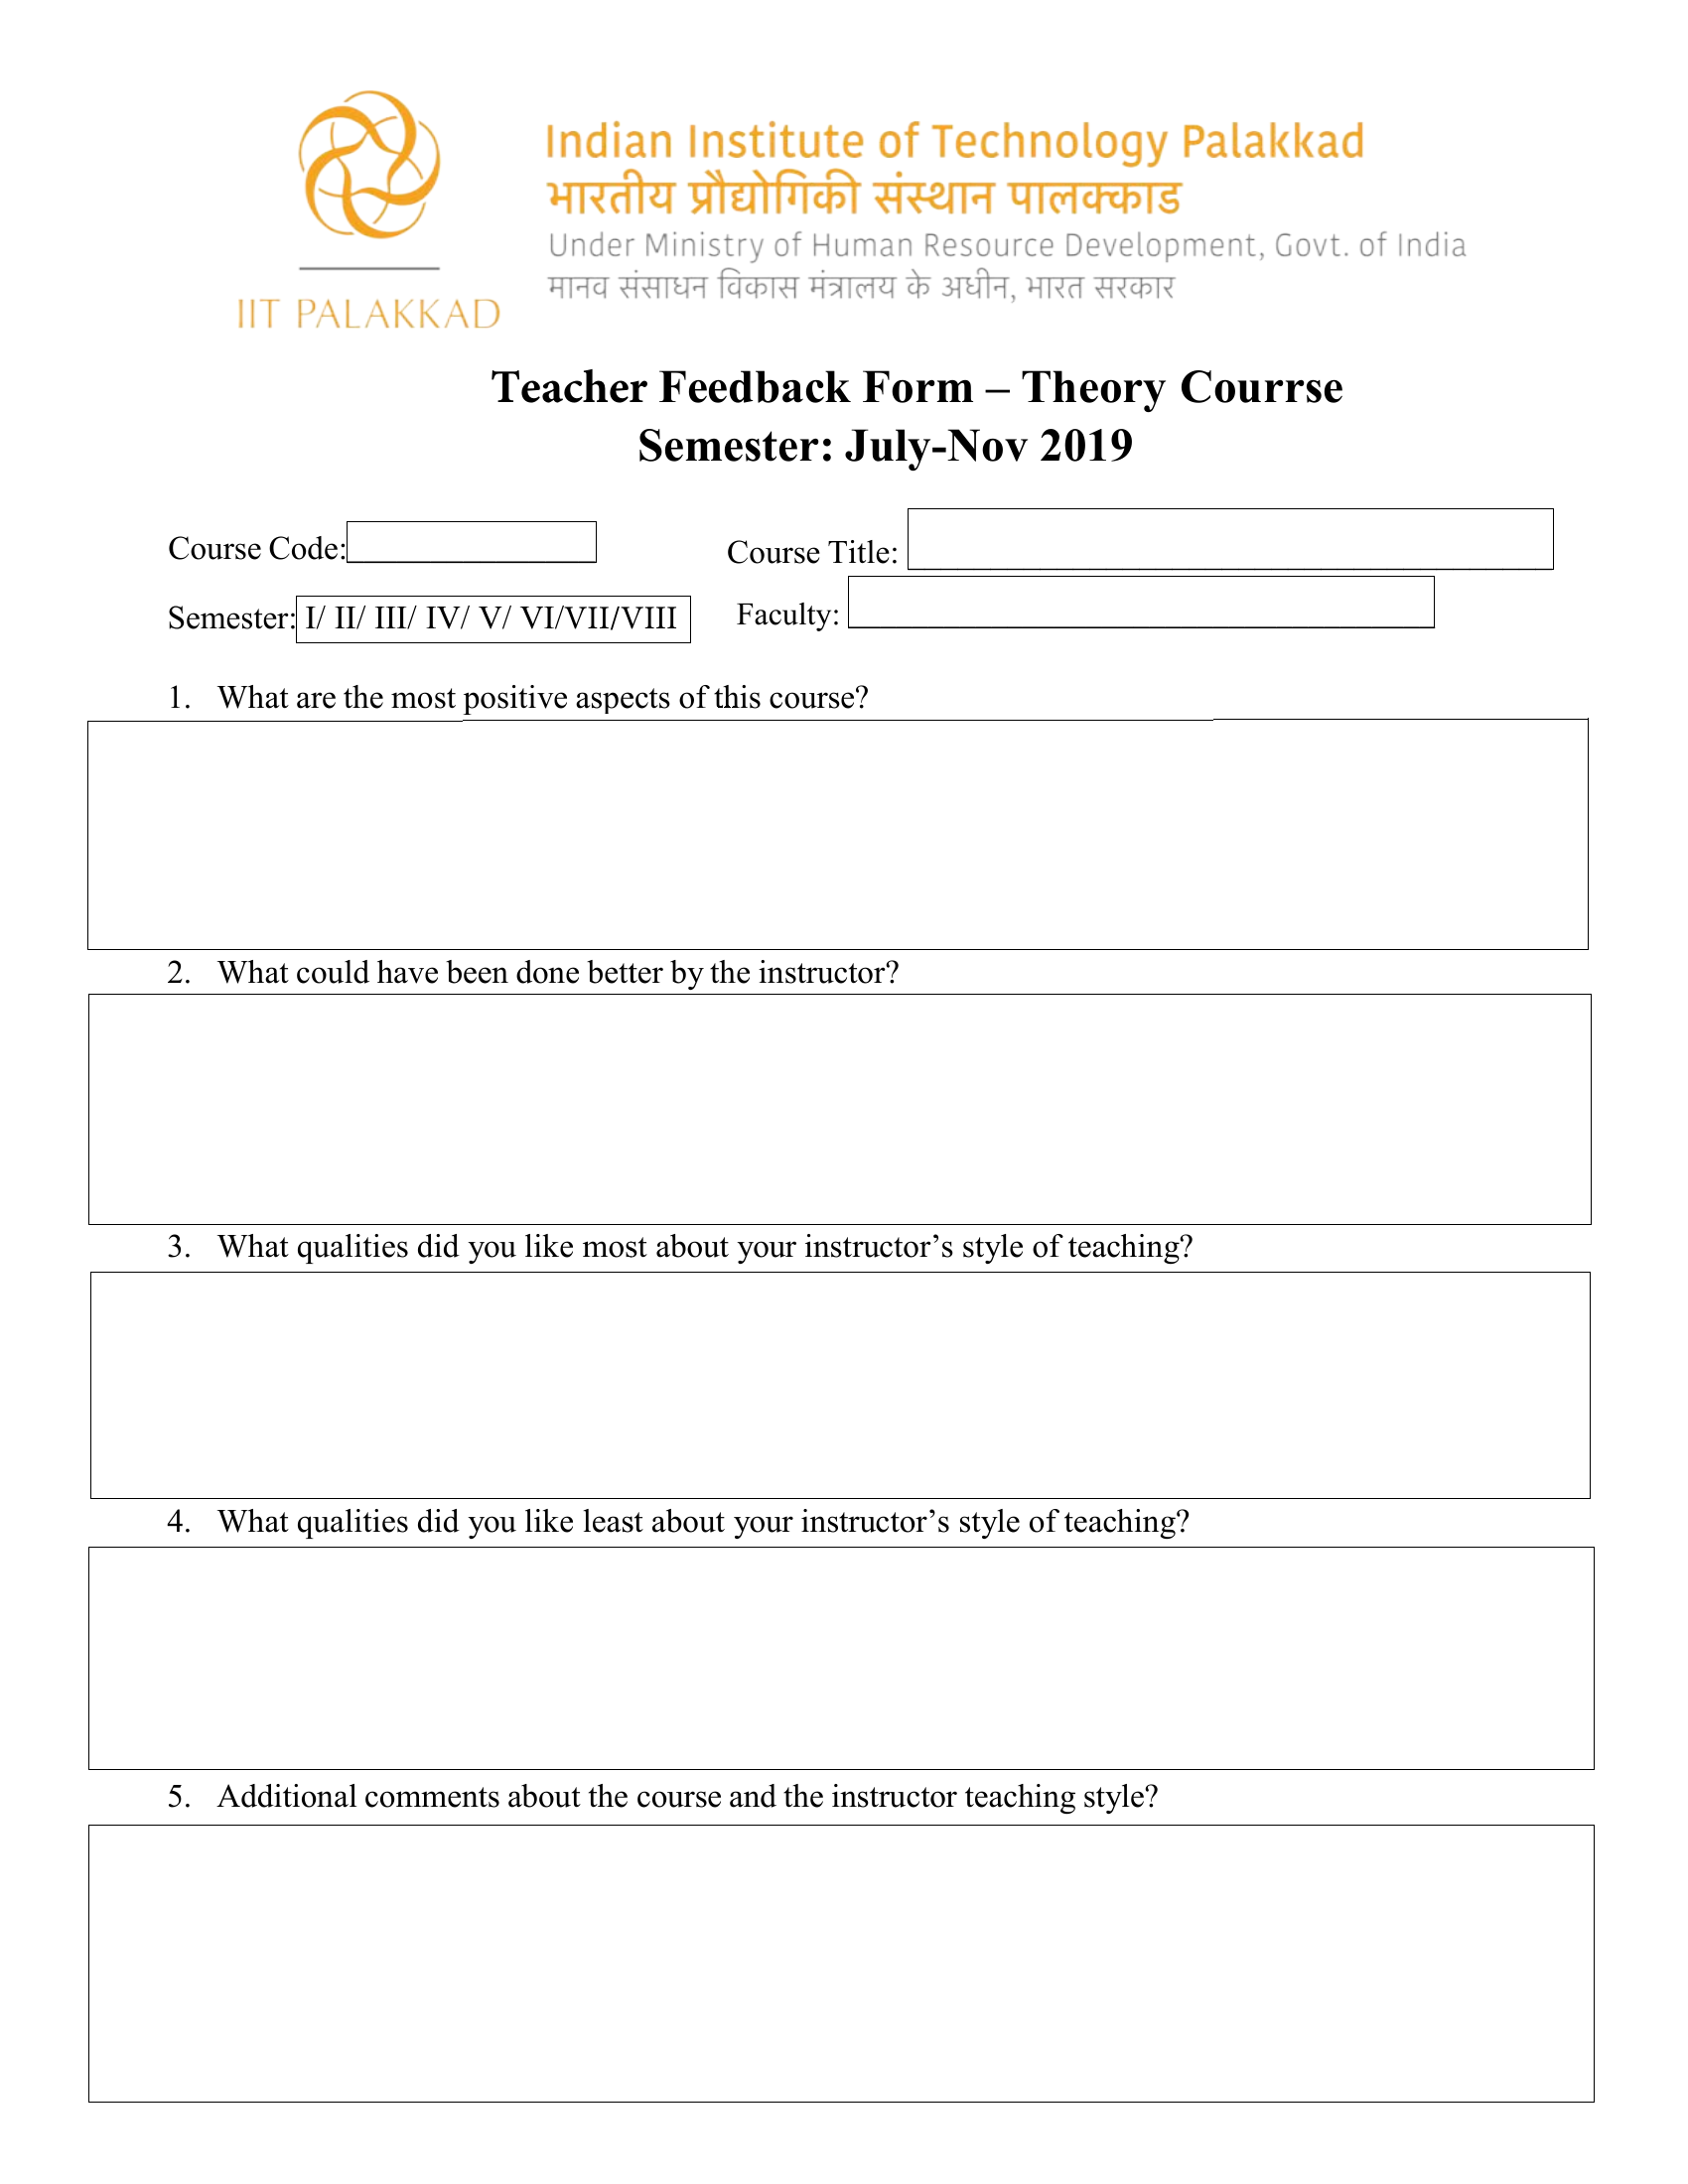 Indian Institute of Technology Palakkad
भारतीय प्रौद्योगिकी संस्थान पालक्काड
Under Ministry of Human Resource Development, Govt. of India
मानव संसाधन विकास मंत्रालय के अधीन, भारत सरकार
IIT PALAKKAD
Teacher Feedback Form – Theory Courrse
Semester: July-Nov 2019
Course Code: Course Title:
Semester: I/ II/ III/ IV/ V/ VI/VII/VIII Faculty:
1. What are the most positive aspects of this course?
2. What could have been done better by the instructor?
3. What qualities did you like most about your instructor’s style of teaching?
4. What qualities did you like least about your instructor’s style of teaching?
5. Additional comments about the course and the instructor teaching style?